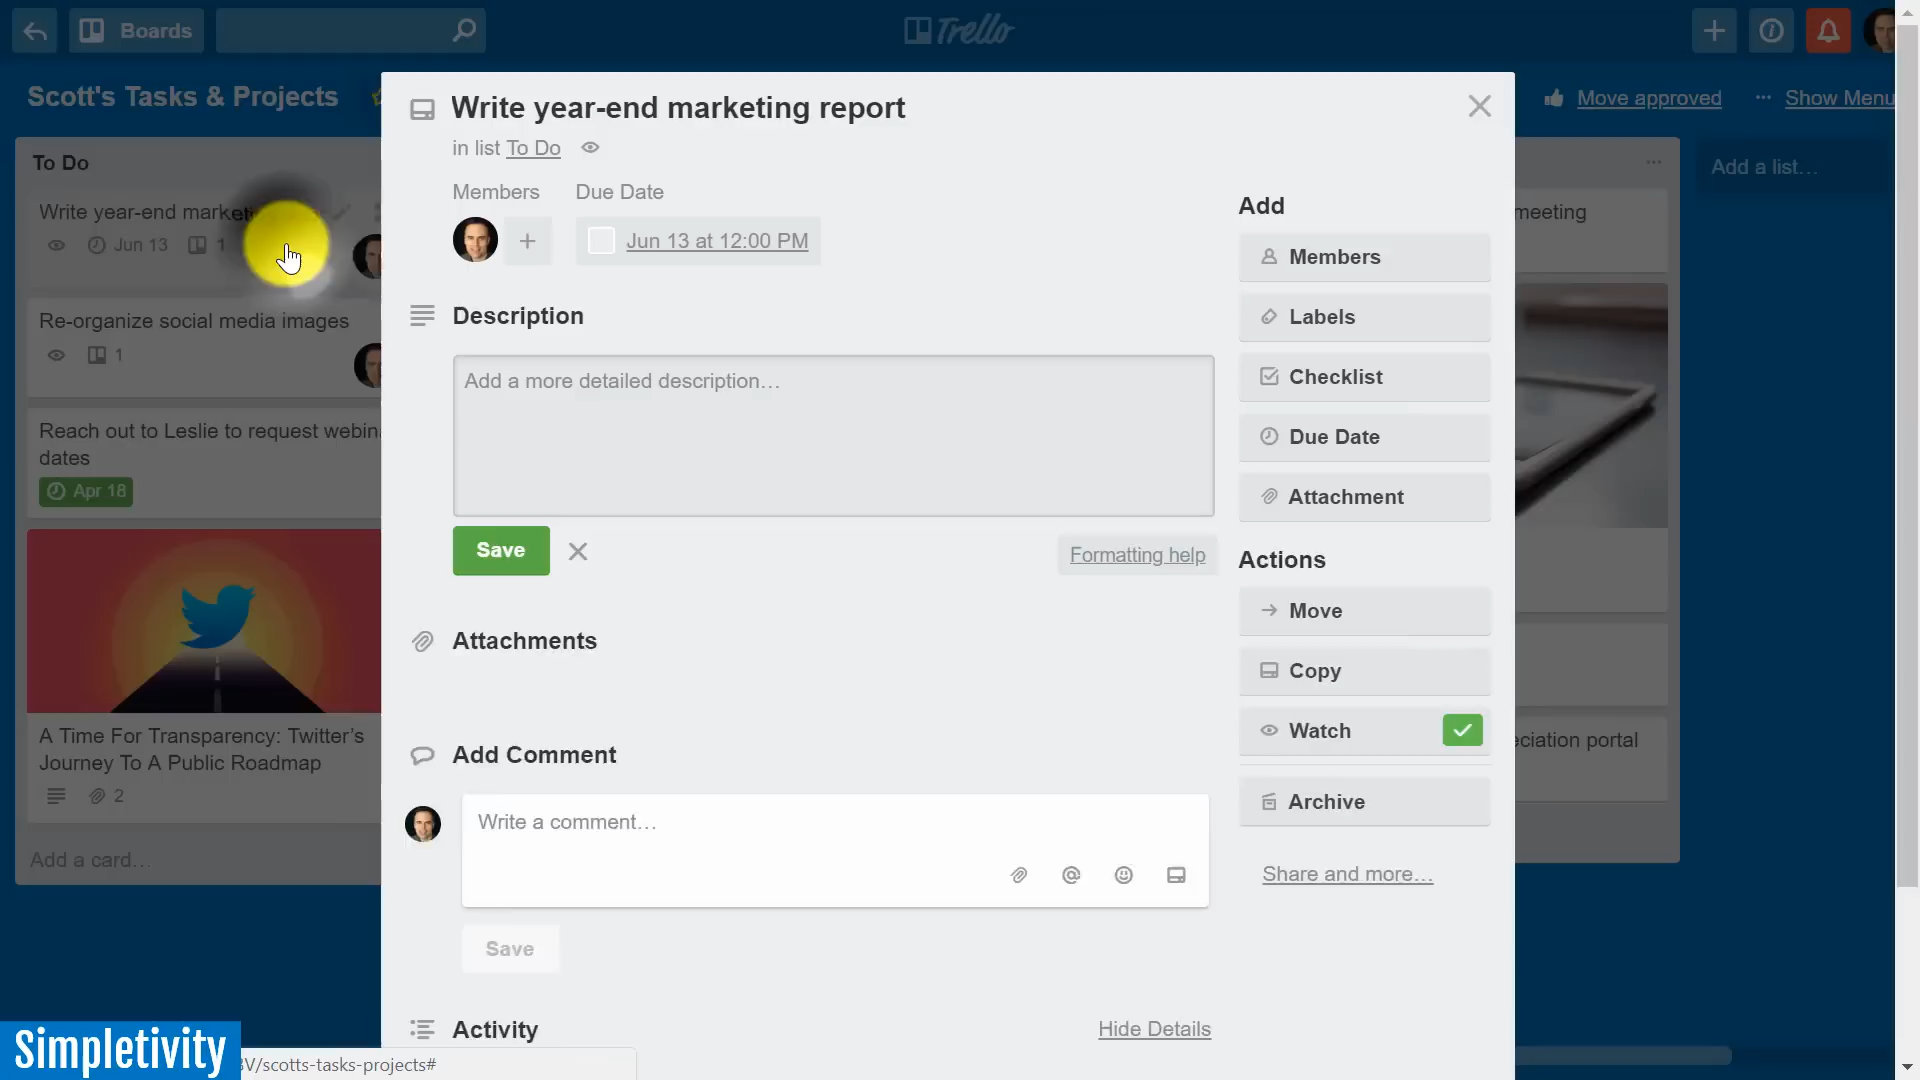 Boards
Trello
Scott's Tasks & Projects
Move approved
Show Menu
To Do
Write year-end
Jun 13
1
Re-organize social media images
1
Reach out to Leslie to request
dates
Apr 18
A Time For Transparency: Twitter's
Journey To A Public Roadmap
2
Add a card…
Write year-end marketing report
in list To Do
Members
Due Date
Jun 13 at 12:00 PM
Description
Add a more detailed description…
Save
Formatting help
Attachments
Add Comment
Write a comment…
Save
Activity
Hide Details
Add
Members
Labels
Checklist
Due Date
Attachment
Actions
Move
Copy
Watch
Archive
Share and more…
meeting
portal
Add a list…
Simpletivity
/scotts-tasks-projects#